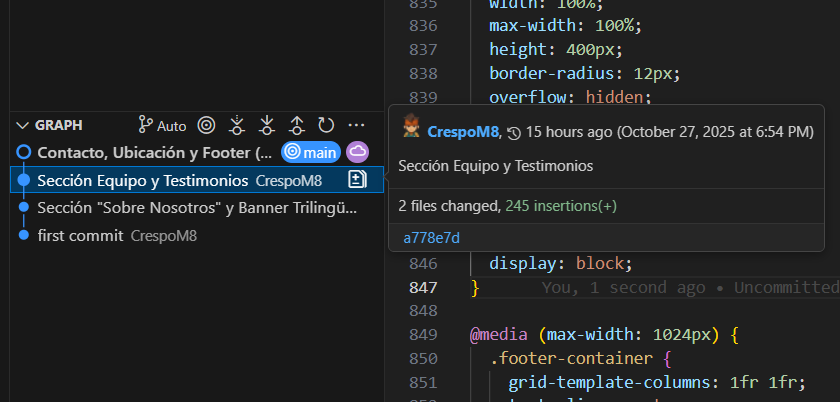 835 width: 100%;
836 max-width: 100%;
837 height: 400px;
838 border-radius: 12px;
839 overflow: hidden;
GRAPH Auto
Contacto, Ubicación y Footer (... main
Sección Equipo y Testimonios CrespoM8
Sección "Sobre Nosotros" y Banner Trilingü...
first commit CrespoM8
CrespoM8, 15 hours ago (October 27, 2025 at 6:54 PM)
Sección Equipo y Testimonios
2 files changed, 245 insertions(+)
a778e7d
846 display: block;
847 } You, 1 second ago • Uncommitted
848
849 @media (max-width: 1024px) {
850 .footer-container {
851 grid-template-columns: 1fr 1fr;